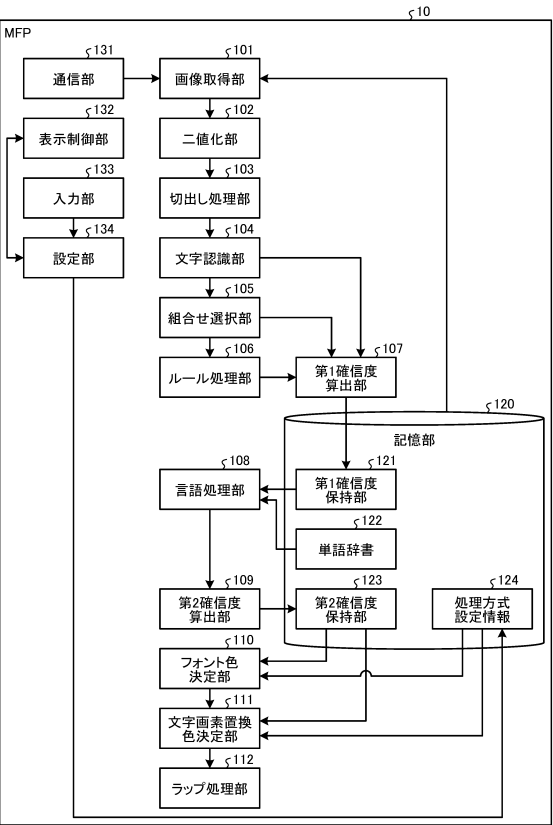 10
MFP
131
通信部
101
画像取得部
132
表示制御部
102
二値化部
133
入力部
103
切出し処理部
134
設定部
104
文字認識部
105
組合せ選択部
106
ルール処理部
107
第1確信度
算出部
120
記憶部
108
言語処理部
121
第1確信度
保持部
122
単語辞書
109
第2確信度
算出部
123
第2確信度
保持部
124
処理方式
設定情報
110
フォント色
決定部
111
文字画素置換
色決定部
112
ラップ処理部